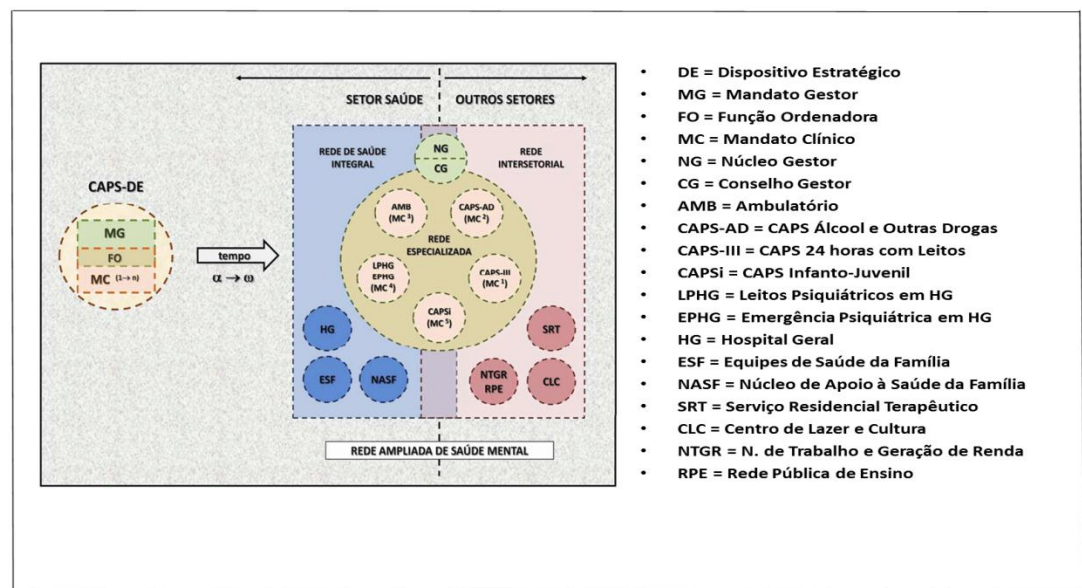 SETOR SAÚDE
OUTROS SETORES
REDE DE SAÚDE
INTEGRAL
NG
CG
REDE
INTERSETORIAL
CAPS-DE
MG
FO
MC (1→ n)
tempo
α → ω
AMB
(MC 3)
CAPS-AD
(MC 2)
REDE
ESPECIALIZADA
LPHG
EPHG
(MC 4)
CAPS-III
(MC 1)
CAPSi
(MC 5)
HG
ESF
NASF
SRT
NTGR
RPE
CLC
REDE AMPLIADA DE SAÚDE MENTAL
• DE = Dispositivo Estratégico
• MG = Mandato Gestor
• FO = Função Ordenadora
• MC = Mandato Clínico
• NG = Núcleo Gestor
• CG = Conselho Gestor
• AMB = Ambulatório
• CAPS-AD = CAPS Álcool e Outras Drogas
• CAPS-III = CAPS 24 horas com Leitos
• CAPSi = CAPS Infanto-Juvenil
• LPHG = Leitos Psiquiátricos em HG
• EPHG = Emergência Psiquiátrica em HG
• HG = Hospital Geral
• ESF = Equipes de Saúde da Família
• NASF = Núcleo de Apoio à Saúde da Família
• SRT = Serviço Residencial Terapêutico
• CLC = Centro de Lazer e Cultura
• NTGR = N. de Trabalho e Geração de Renda
• RPE = Rede Pública de Ensino